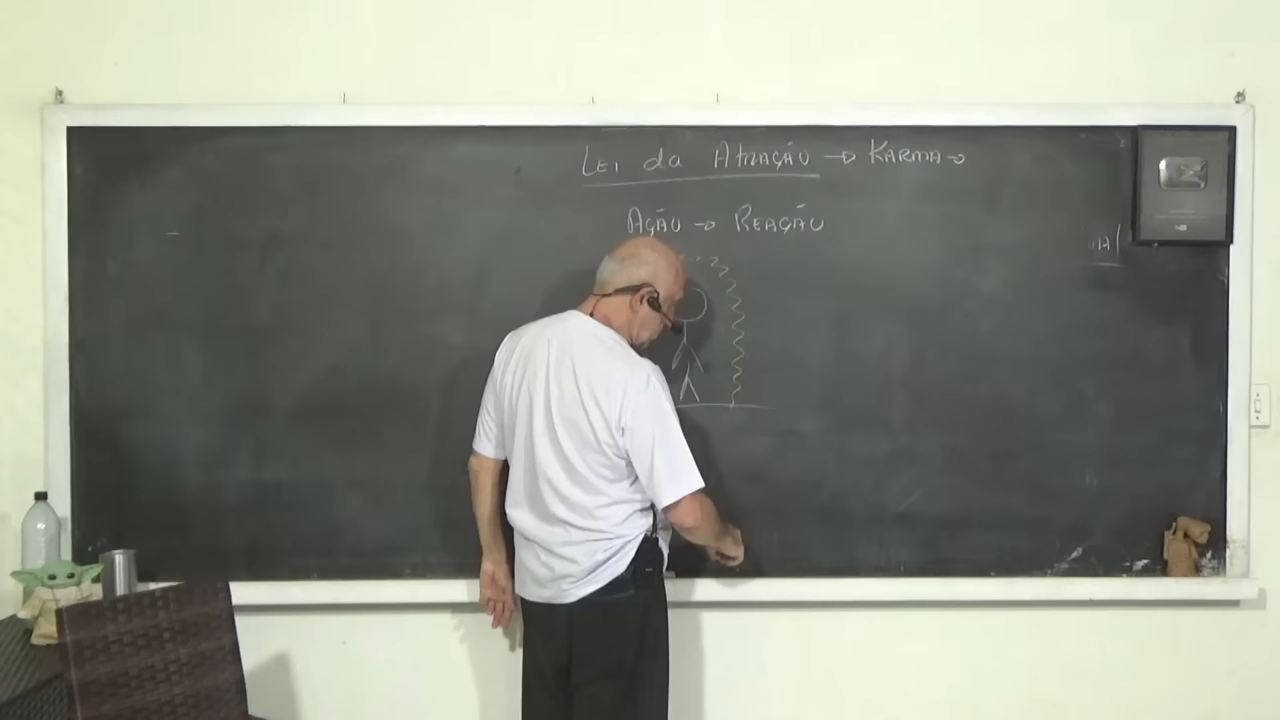 LEI da AtRAÇÃO → KARMA →
AÇÃO → REAÇÃO